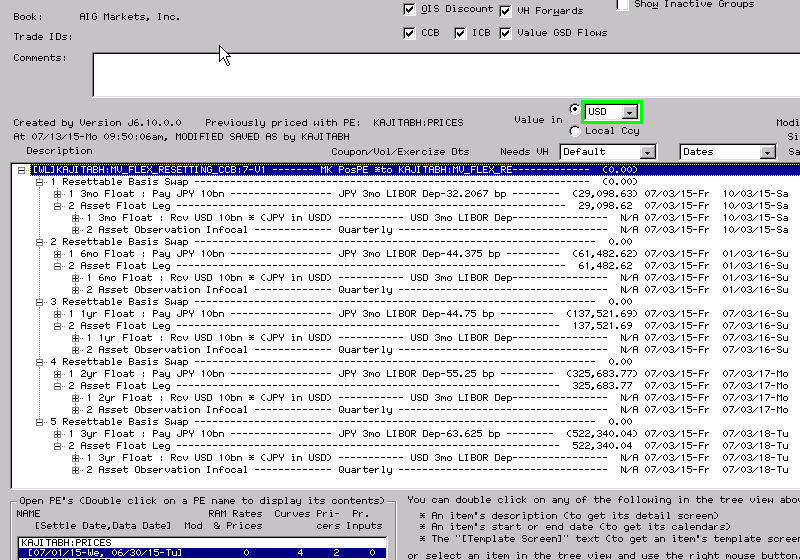 Book: AIG Markets, Inc.
OIS Discount VH Forwards Show Inactive Groups
Trade IDs:
CCB ICB Value GSD Flows
Comments:
Value in USD
Created by Version J6.10.0.0 Previously priced with PE: KAJITABH:PRICES
Local Ccy
At 07/13/15-Mo 09:50:06am, MODIFIED SAVED AS by KAJITABH
Description Coupon/Vol/Exercise Dts Needs VH Default Dates
[WL]KAJITABH:MV_FLEX_RESETTING_CCB:7-V1 ------- MK PosPE *to KAJITABH:MV_FLEX_RE------------- (0.00)
1 Resettable Basis Swap (0.00)
1 3mo Float : Pay JPY 10bn JPY 3mo LIBOR Dep-32.2067 bp (29,098.63) 07/03/15-Fr 10/03/15-Sa
2 Asset Float Leg 29,098.62 07/03/15-Fr 10/03/15-Sa
1 3mo Float : Rcv USD 10bn * (JPY in USD) USD 3mo LIBOR Dep N/A 07/03/15-Fr 10/03/15-Sa
2 Asset Observation Infocal Quarterly N/A 07/03/15-Fr 10/03/15-Sa
2 Resettable Basis Swap 0.00
1 6mo Float : Pay JPY 10bn JPY 3mo LIBOR Dep-44.375 bp (61,482.62) 07/03/15-Fr 01/03/16-Su
2 Asset Float Leg 61,482.62 07/03/15-Fr 01/03/16-Su
1 6mo Float : Rcv USD 10bn * (JPY in USD) USD 3mo LIBOR Dep N/A 07/03/15-Fr 01/03/16-Su
2 Asset Observation Infocal Quarterly N/A 07/03/15-Fr 01/03/16-Su
3 Resettable Basis Swap 0.00
1 1yr Float : Pay JPY 10bn JPY 3mo LIBOR Dep-44.75 bp (137,521.69) 07/03/15-Fr 07/03/16-Su
2 Asset Float Leg 137,521.69 07/03/15-Fr 07/03/16-Su
1 1yr Float : Rcv USD 10bn * (JPY in USD) USD 3mo LIBOR Dep N/A 07/03/15-Fr 07/03/16-Su
2 Asset Observation Infocal Quarterly N/A 07/03/15-Fr 07/03/16-Su
4 Resettable Basis Swap 0.00
1 2yr Float : Pay JPY 10bn JPY 3mo LIBOR Dep-55.25 bp (325,683.77) 07/03/15-Fr 07/03/17-Mo
2 Asset Float Leg 325,683.77 07/03/15-Fr 07/03/17-Mo
1 2yr Float : Rcv USD 10bn * (JPY in USD) USD 3mo LIBOR Dep N/A 07/03/15-Fr 07/03/17-Mo
2 Asset Observation Infocal Quarterly N/A 07/03/15-Fr 07/03/17-Mo
5 Resettable Basis Swap 0.00
1 3yr Float : Pay JPY 10bn JPY 3mo LIBOR Dep-63.625 bp (522,340.04) 07/03/15-Fr 07/03/18-Tu
2 Asset Float Leg 522,340.04 07/03/15-Fr 07/03/18-Tu
1 3yr Float : Rcv USD 10bn * (JPY in USD) USD 3mo LIBOR Dep N/A 07/03/15-Fr 07/03/18-Tu
2 Asset Observation Infocal Quarterly N/A 07/03/15-Fr 07/03/18-Tu
Open PE's (Double click on a PE name to display its contents)
NAME RAM Rates Curves Pri- Pr.
[Settle Date,Data Date] Mod & Prices cers Inputs
KAJITABH:PRICES
[07/01/15-We, 06/30/15-Tu] 0 4 2 0
You can double click on any of the following in the tree view abov
* An item's description (to get its detail screen)
* An item's start or end date (to get its calendars)
* The "[Template Screen]" text (to get an item's template screen
or select an item in the tree view and use the right mouse button